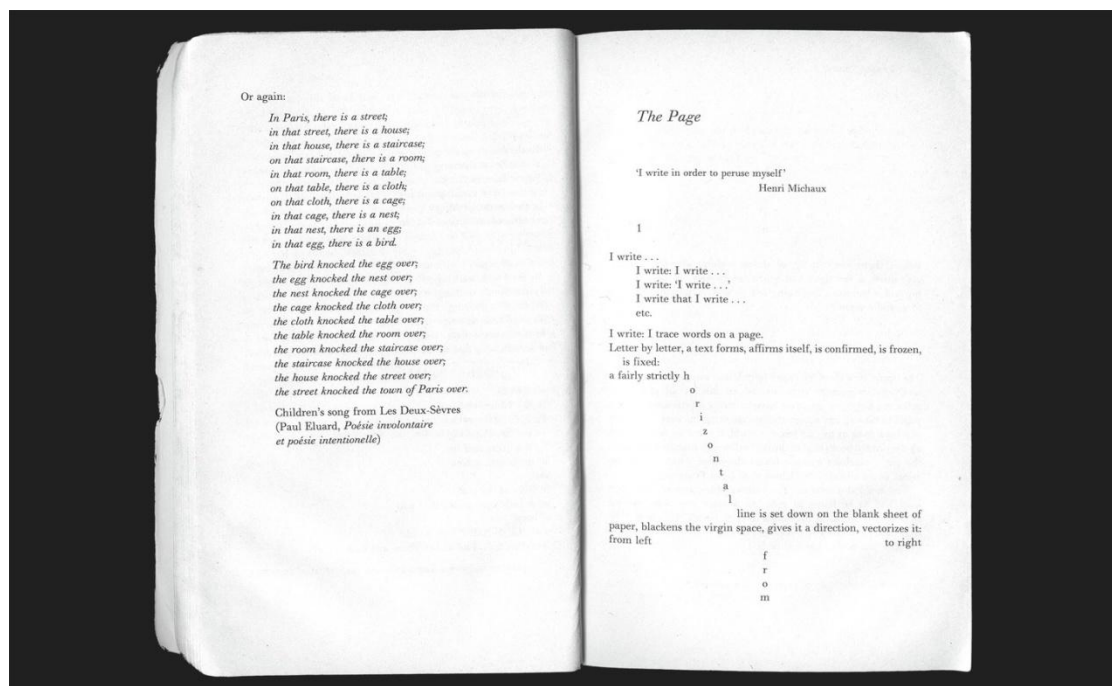 Or again:
In Paris, there is a street;
in that street, there is a house;
in that house, there is a staircase;
on that staircase, there is a room;
in that room, there is a table;
on that table, there is a cloth;
on that cloth, there is a cage;
in that cage, there is a nest;
in that nest, there is an egg;
in that egg, there is a bird.
The bird knocked the egg over;
the egg knocked the nest over;
the nest knocked the cage over;
the cage knocked the cloth over;
the cloth knocked the table over;
the table knocked the room over;
the room knocked the staircase over;
the staircase knocked the house over;
the house knocked the street over;
the street knocked the town of Paris over.
Children's song from Les Deux-Sèvres
(Paul Eluard, Poésie involontaire
et poésie intentionelle)
The Page
'I write in order to peruse myself'
Henri Michaux
1
I write . . .
I write: I write . . .
I write: 'I write . . .'
I write that I write . . .
etc.
I write: I trace words on a page.
Letter by letter, a text forms, affirms itself, is confirmed, is frozen,
is fixed:
a fairly strictly h
o
r
i
z
o
n
t
a
l
line is set down on the blank sheet of
paper, blackens the virgin space, gives it a direction, vectorizes it:
from left to right
f
r
o
m